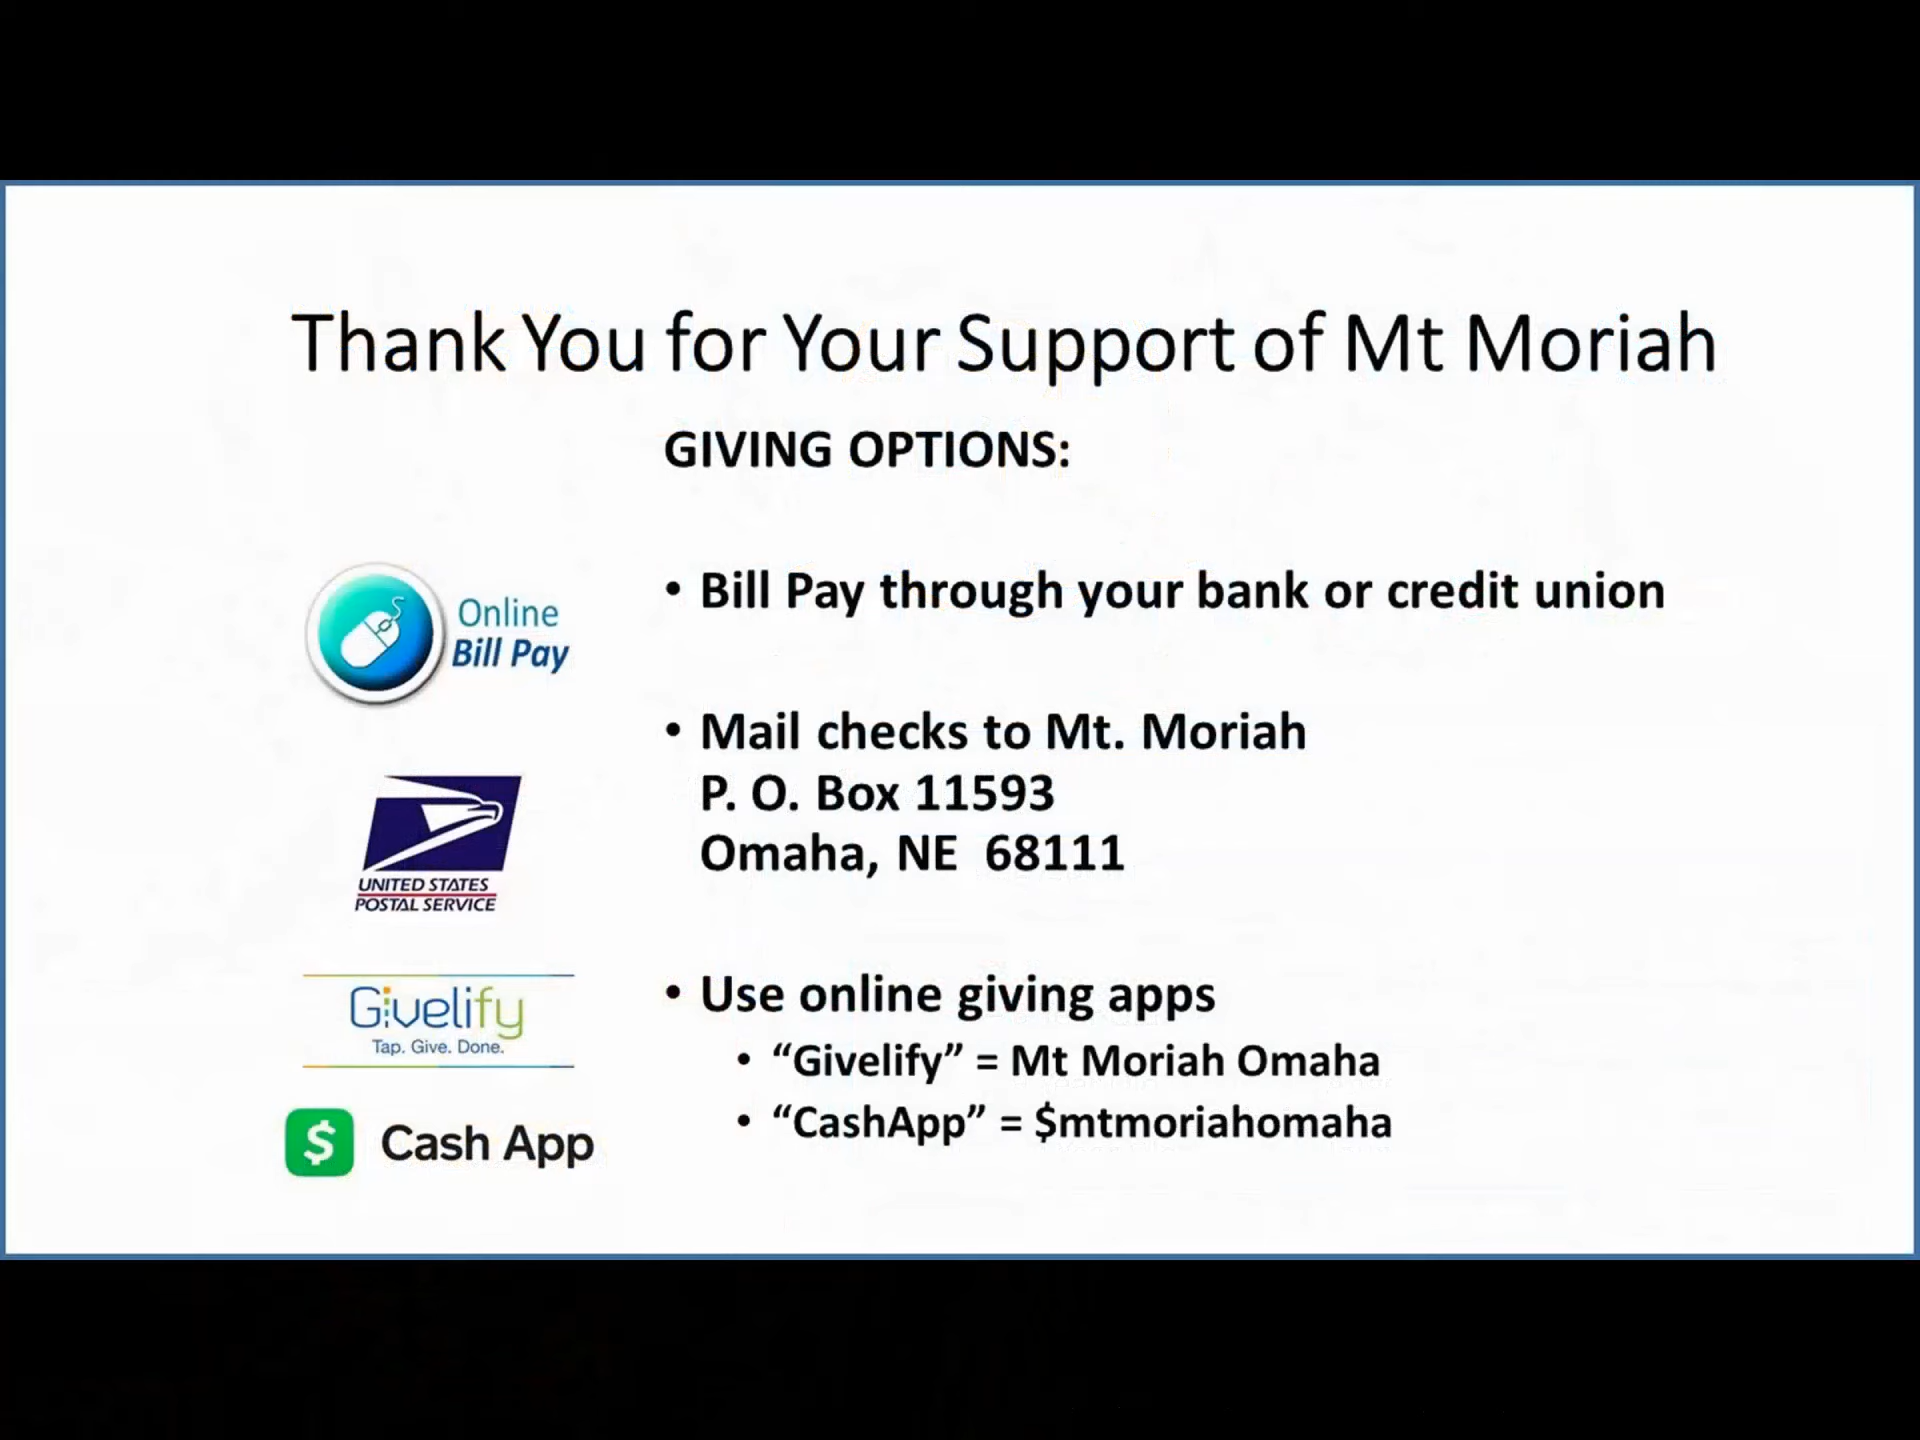 Thank You for Your Support of Mt Moriah
GIVING OPTIONS:
Online
Bill Pay
• Bill Pay through your bank or credit union
• Mail checks to Mt. Moriah
P. O. Box 11593
Omaha, NE 68111
UNITED STATES
POSTAL SERVICE
Givelify
Tap. Give. Done.
• Use online giving apps
• “Givelify” = Mt Moriah Omaha
• “CashApp” = $mtmoriahomaha
$ Cash App